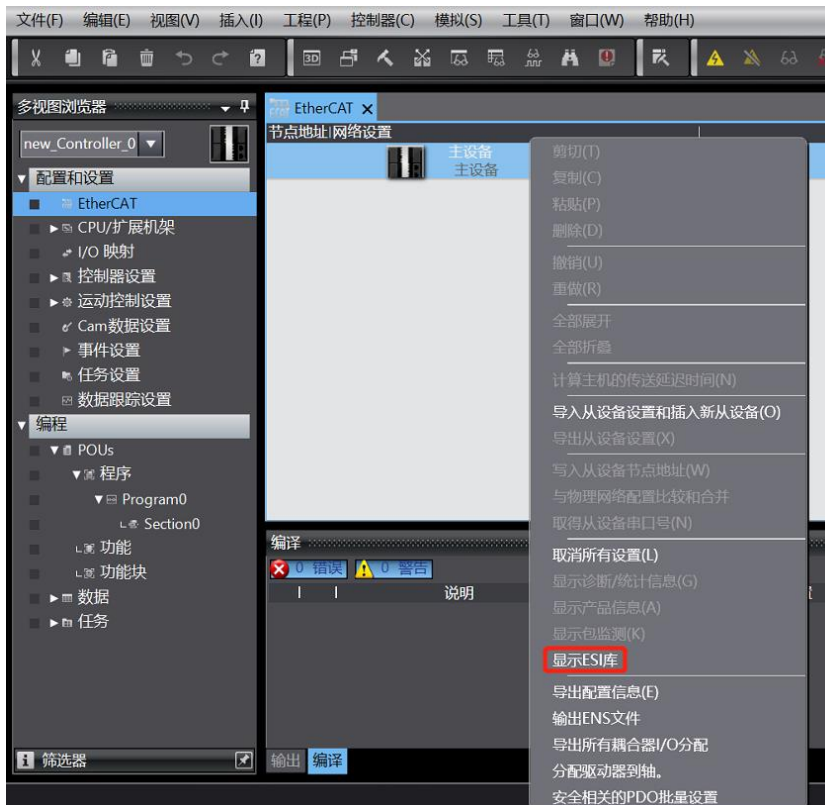 文件(F) 编辑(E) 视图(V) 插入(I) 工程(P) 控制器(C) 模拟(S) 工具(T) 窗口(W) 帮助(H)
3D
多视图浏览器
new_Controller_0
配置和设置
EtherCAT
CPU/扩展机架
I/O 映射
控制器设置
运动控制设置
Cam数据设置
事件设置
任务设置
数据跟踪设置
编程
POUs
程序
Program0
Section0
功能
功能块
数据
任务
筛选器
EtherCAT
节点地址|网络设置
主设备
主设备
剪切(T)
复制(C)
粘贴(P)
删除(D)
撤销(U)
重做(R)
全部展开
全部折叠
计算主机的传送延迟时间(N)
导入从设备设置和插入新从设备(O)
导出从设备设置(X)
写入从设备节点地址(W)
与物理网络配置比较和合并
取得从设备串口号(N)
取消所有设置(L)
显示诊断/统计信息(G)
显示产品信息(A)
显示包监测(K)
显示ESI库
导出配置信息(E)
输出ENS文件
导出所有耦合器I/O分配
分配驱动器到轴。
安全相关的PDO批量设置
编译
0 错误 0 警告
说明
输出 编译